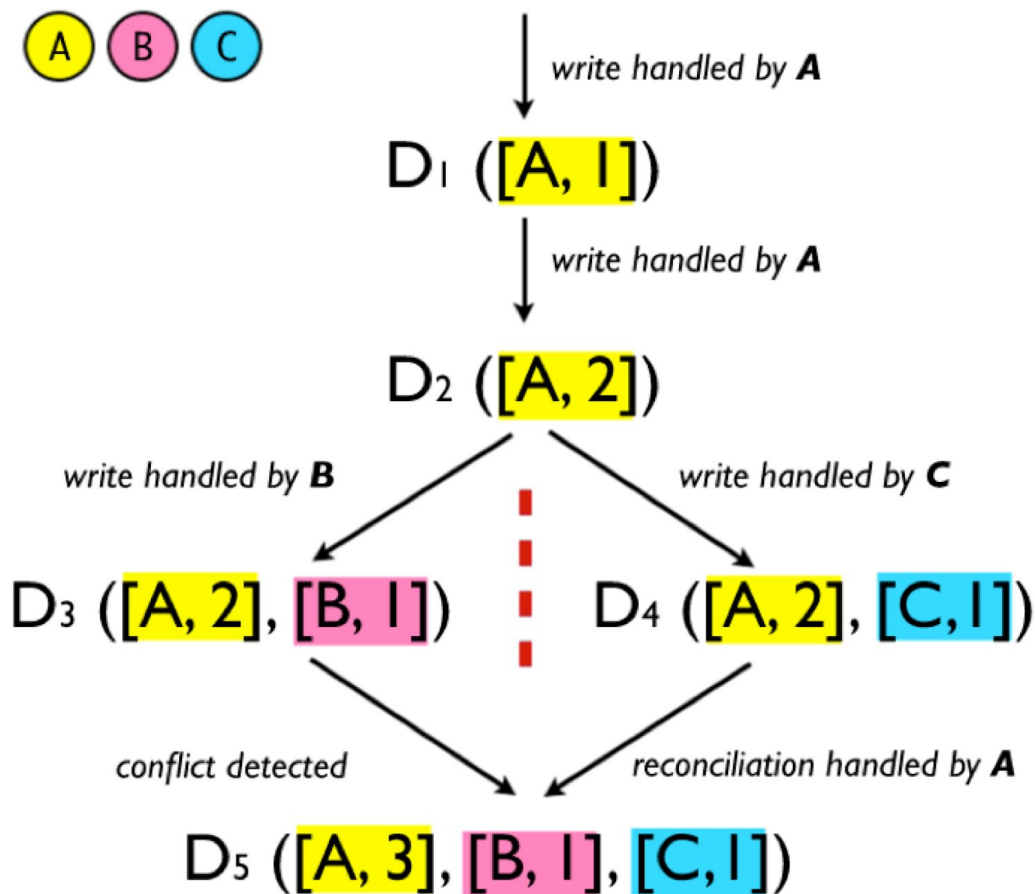 A B C
write handled by A
D1 ([A, 1])
write handled by A
D2 ([A, 2])
write handled by B
write handled by C
D3 ([A, 2], [B, 1])
D4 ([A, 2], [C,1])
conflict detected
reconciliation handled by A
D5 ([A, 3], [B, 1], [C,1])